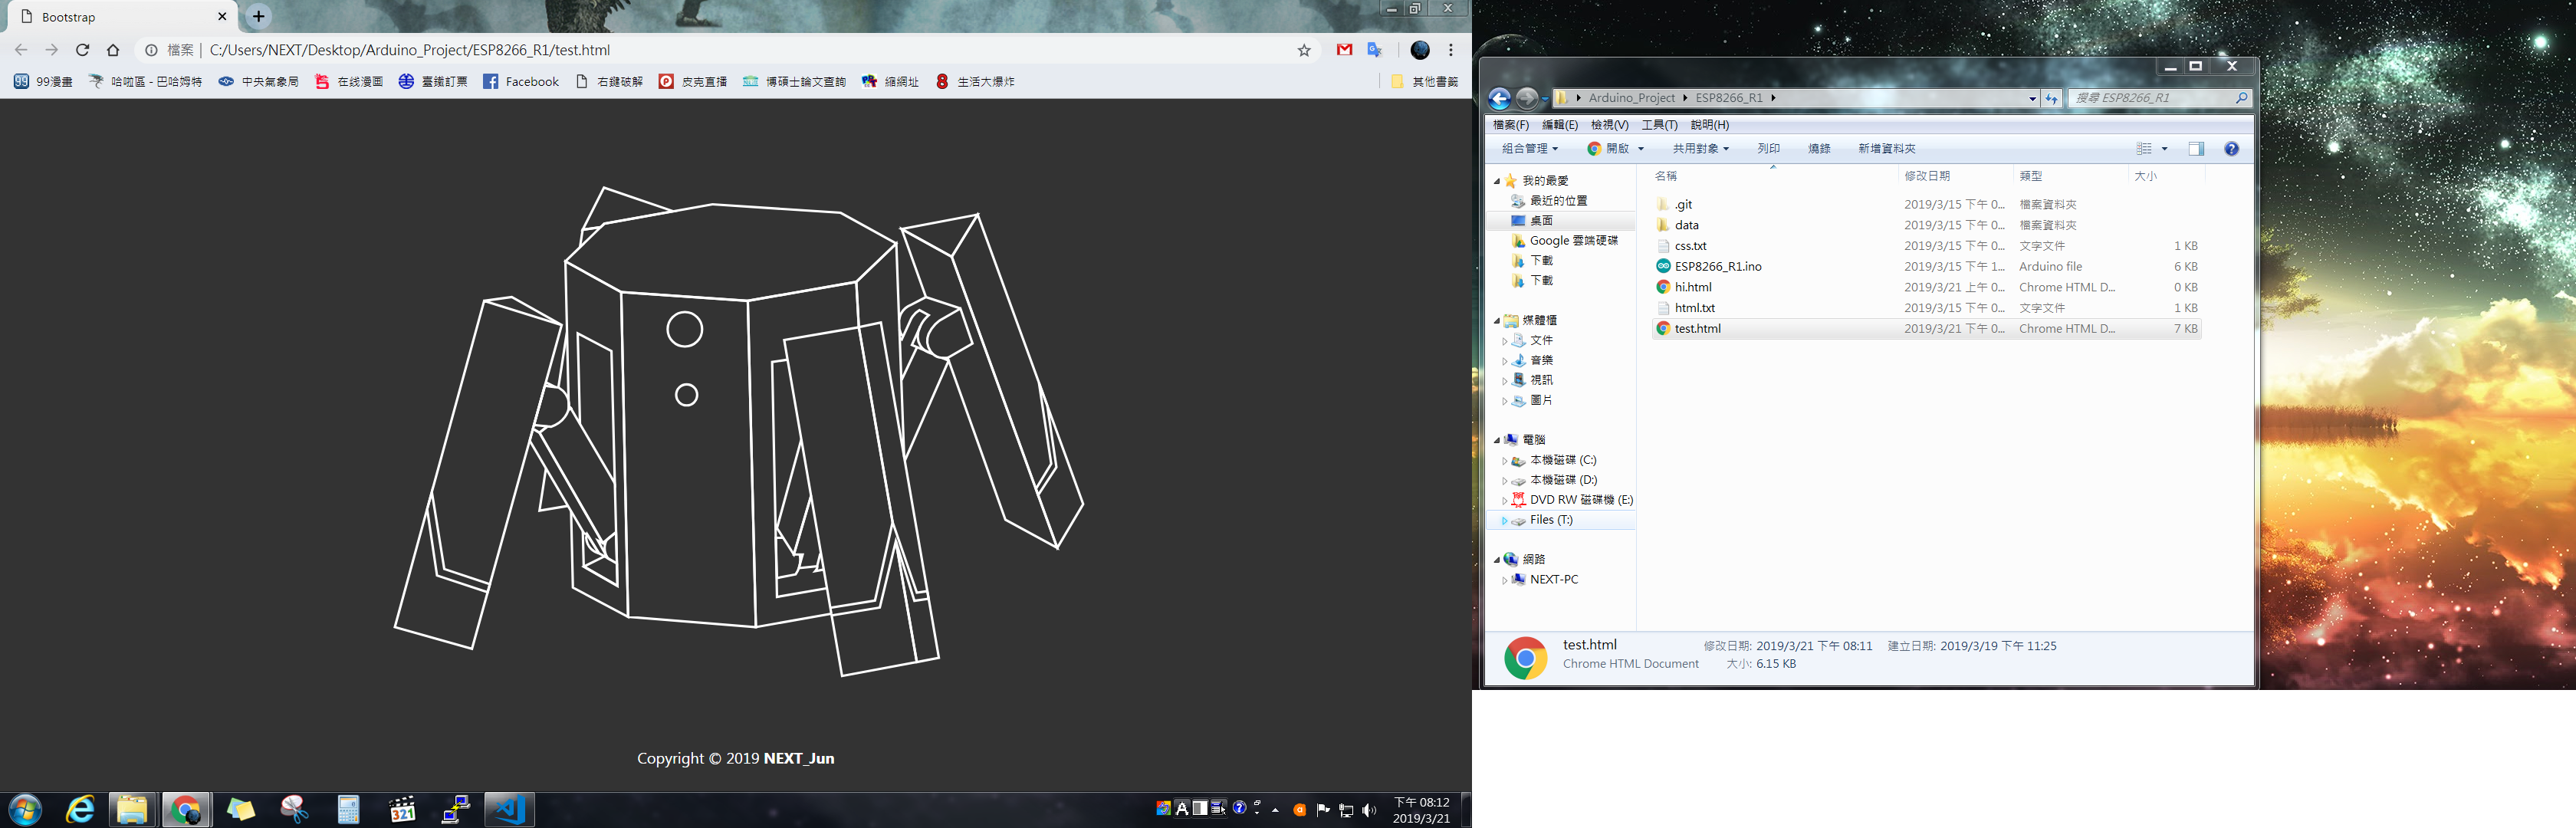 Bootstrap
檔案 | C:/Users/NEXT/Desktop/Arduino_Project/ESP8266_R1/test.html
99漫畫 哈啦區 - 巴哈姆特 中央氣象局 在線漫畫 臺鐵訂票 Facebook 右鍵破解 皮克直播 博碩士論文查詢 縮網址 生活大爆炸 其他書籤
Copyright © 2019 NEXT_Jun
321
下午 08:12
2019/3/21
Arduino_Project ESP8266_R1
搜尋 ESP8266_R1
檔案(F) 編輯(E) 檢視(V) 工具(T) 說明(H)
組合管理 開啟 共用對象 列印 燒錄 新增資料夾
我的最愛
最近的位置
桌面
Google 雲端硬碟
下載
下載
媒體櫃
文件
音樂
視訊
圖片
電腦
本機磁碟 (C:)
本機磁碟 (D:)
DVD RW 磁碟機 (E:)
Files (T:)
網路
NEXT-PC
名稱 修改日期 類型 大小
.git 2019/3/15 下午 0... 檔案資料夾
data 2019/3/15 下午 0... 檔案資料夾
css.txt 2019/3/15 下午 0... 文字文件 1 KB
ESP8266_R1.ino 2019/3/15 下午 1... Arduino file 6 KB
hi.html 2019/3/21 上午 0... Chrome HTML D... 0 KB
html.txt 2019/3/15 下午 0... 文字文件 1 KB
test.html 2019/3/21 下午 0... Chrome HTML D... 7 KB
test.html 修改日期: 2019/3/21 下午 08:11 建立日期: 2019/3/19 下午 11:25
Chrome HTML Document 大小: 6.15 KB